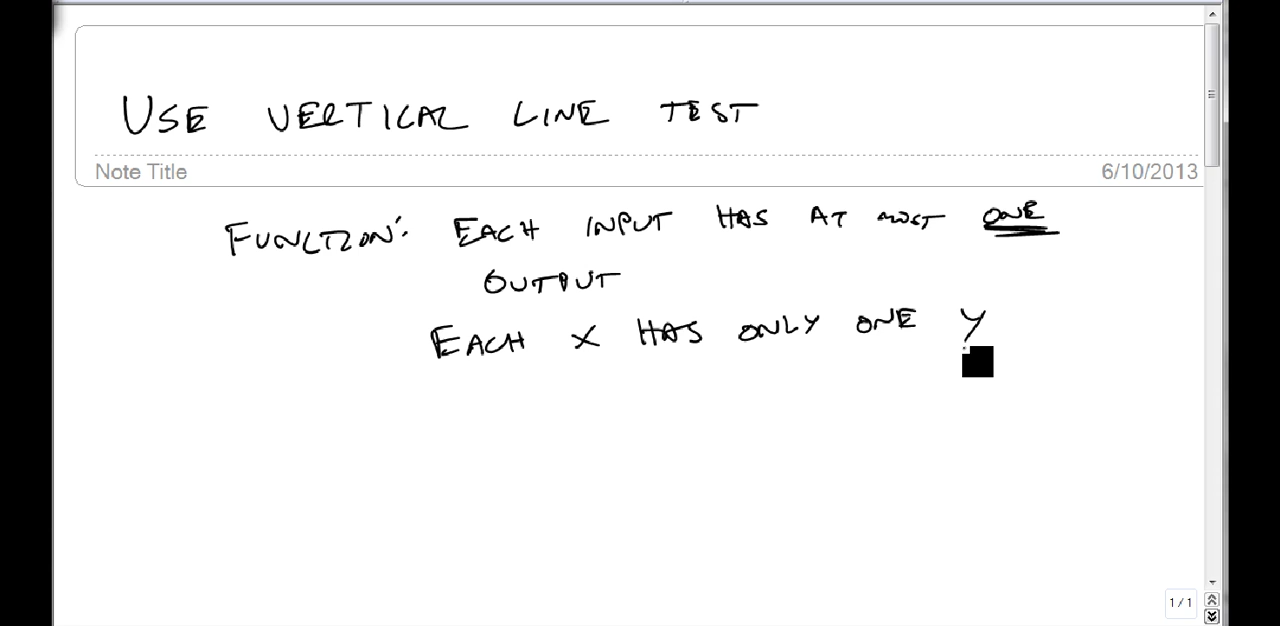 USE VERTICAL LINE TEST
Note Title 6/10/2013
FUNCTION: EACH INPUT HAS AT MOST ONE
OUTPUT
EACH X HAS ONLY ONE Y
1/1